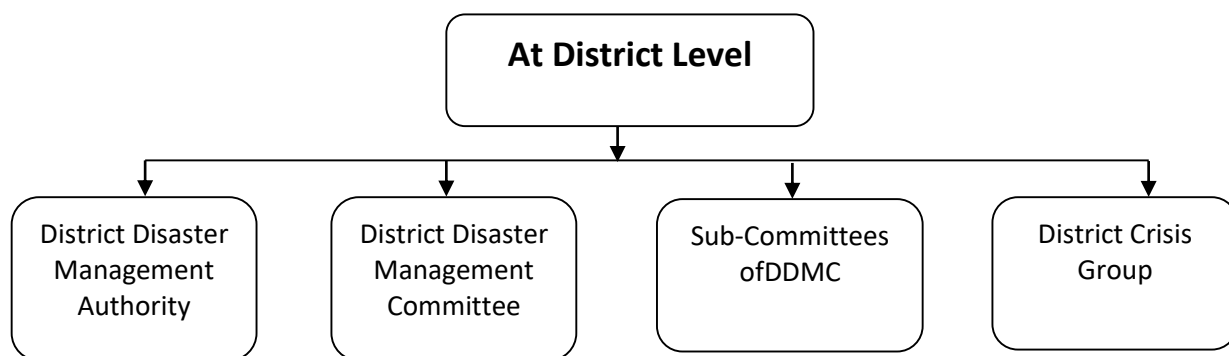 At District Level
District Disaster
Management
Authority
District Disaster
Management
Committee
Sub-Committees
ofDDMC
District Crisis
Group